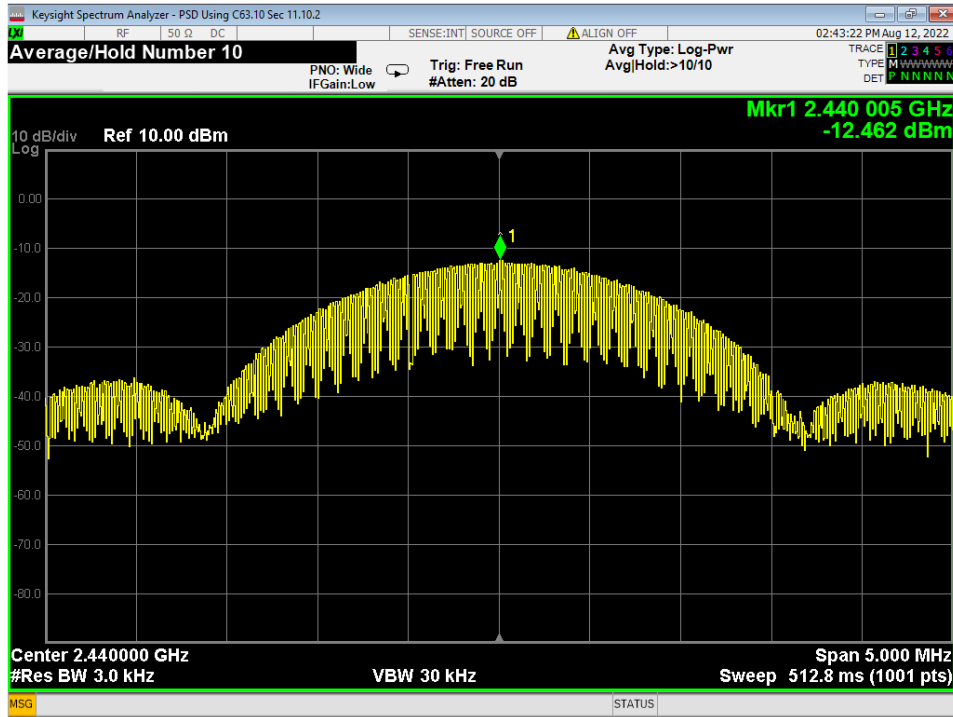 Keysight Spectrum Analyzer - PSD Using C63.10 Sec 11.10.2
LXI RF 50 Ω DC SENSE:INT SOURCE OFF ALIGN OFF 02:43:22 PM Aug 12, 2022
Average/Hold Number 10
PNO: Wide
IFGain:Low
Trig: Free Run
#Atten: 20 dB
Avg Type: Log-Pwr
Avg|Hold:>10/10
TRACE 1 2 3 4 5 6
TYPE M W W W W W
DET P N N N N N
Mkr1 2.440 005 GHz
-12.462 dBm
10 dB/div Ref 10.00 dBm
Log
0.00
1
-10.0
-20.0
-30.0
-40.0
-50.0
-60.0
-70.0
-80.0
Center 2.440000 GHz Span 5.000 MHz
#Res BW 3.0 kHz VBW 30 kHz Sweep 512.8 ms (1001 pts)
MSG STATUS